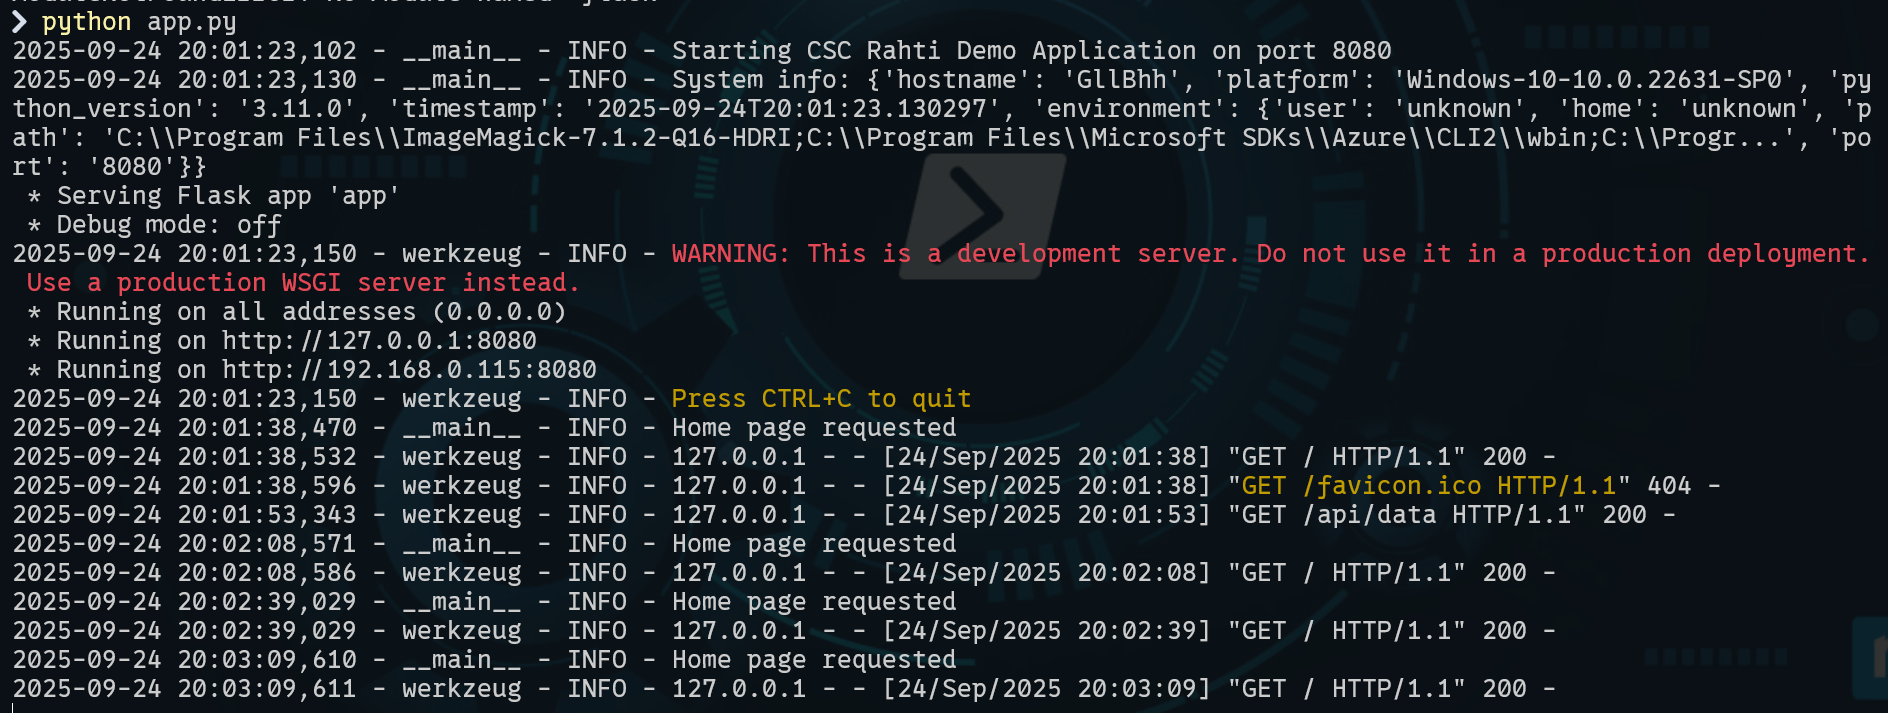 ❯ python app.py
2025-09-24 20:01:23,102 - __main__ - INFO - Starting CSC Rahti Demo Application on port 8080
2025-09-24 20:01:23,130 - __main__ - INFO - System info: {'hostname': 'GllBhh', 'platform': 'Windows-10-10.0.22631-SP0', 'py
thon_version': '3.11.0', 'timestamp': '2025-09-24T20:01:23.130297', 'environment': {'user': 'unknown', 'home': 'unknown', 'p
ath': 'C:\\Program Files\\ImageMagick-7.1.2-Q16-HDRI;C:\\Program Files\\Microsoft SDKs\\Azure\\CLI2\\wbin;C:\\Progr...', 'po
rt': '8080'}}
 * Serving Flask app 'app'
 * Debug mode: off
2025-09-24 20:01:23,150 - werkzeug - INFO - WARNING: This is a development server. Do not use it in a production deployment.
 Use a production WSGI server instead.
 * Running on all addresses (0.0.0.0)
 * Running on http://127.0.0.1:8080
 * Running on http://192.168.0.115:8080
2025-09-24 20:01:23,150 - werkzeug - INFO - Press CTRL+C to quit
2025-09-24 20:01:38,470 - __main__ - INFO - Home page requested
2025-09-24 20:01:38,532 - werkzeug - INFO - 127.0.0.1 - - [24/Sep/2025 20:01:38] "GET / HTTP/1.1" 200 -
2025-09-24 20:01:38,596 - werkzeug - INFO - 127.0.0.1 - - [24/Sep/2025 20:01:38] "GET /favicon.ico HTTP/1.1" 404 -
2025-09-24 20:01:53,343 - werkzeug - INFO - 127.0.0.1 - - [24/Sep/2025 20:01:53] "GET /api/data HTTP/1.1" 200 -
2025-09-24 20:02:08,571 - __main__ - INFO - Home page requested
2025-09-24 20:02:08,586 - werkzeug - INFO - 127.0.0.1 - - [24/Sep/2025 20:02:08] "GET / HTTP/1.1" 200 -
2025-09-24 20:02:39,029 - __main__ - INFO - Home page requested
2025-09-24 20:02:39,029 - werkzeug - INFO - 127.0.0.1 - - [24/Sep/2025 20:02:39] "GET / HTTP/1.1" 200 -
2025-09-24 20:03:09,610 - __main__ - INFO - Home page requested
2025-09-24 20:03:09,611 - werkzeug - INFO - 127.0.0.1 - - [24/Sep/2025 20:03:09] "GET / HTTP/1.1" 200 -